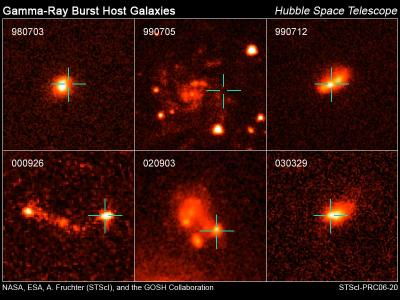 Gamma-Ray Burst Host Galaxies
Hubble Space Telescope
980703
990705
990712
000926
020903
030329
NASA, ESA, A. Fruchter (STScI), and the GOSH Collaboration
STScI-PRC06-20